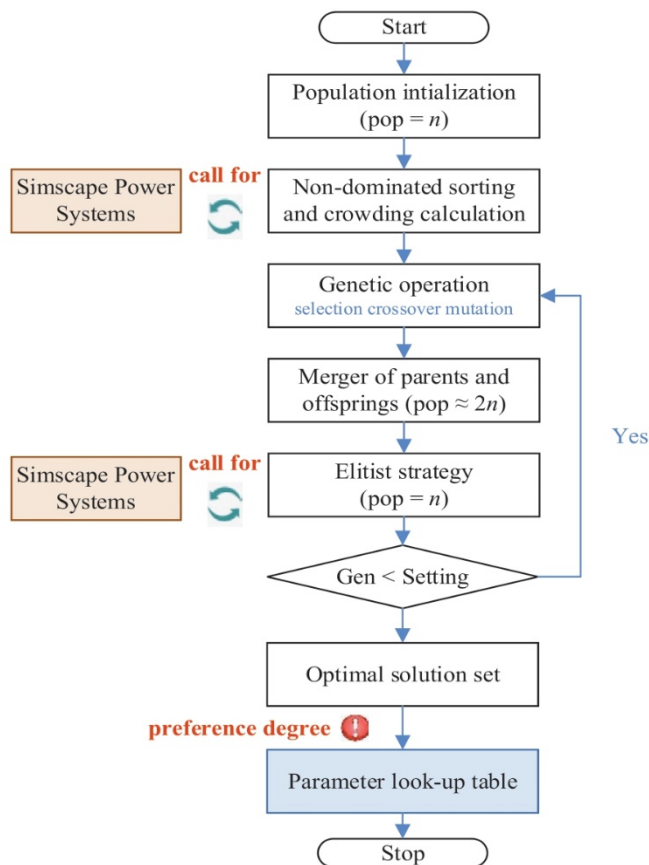 Start
Population intialization
(pop = n)
Simscape Power
Systems
call for
Non-dominated sorting
and crowding calculation
Genetic operation
selection crossover mutation
Merger of parents and
offsprings (pop ≈ 2n)
Yes
Simscape Power
Systems
call for
Elitist strategy
(pop = n)
Gen < Setting
Optimal solution set
preference degree
!
Parameter look-up table
Stop